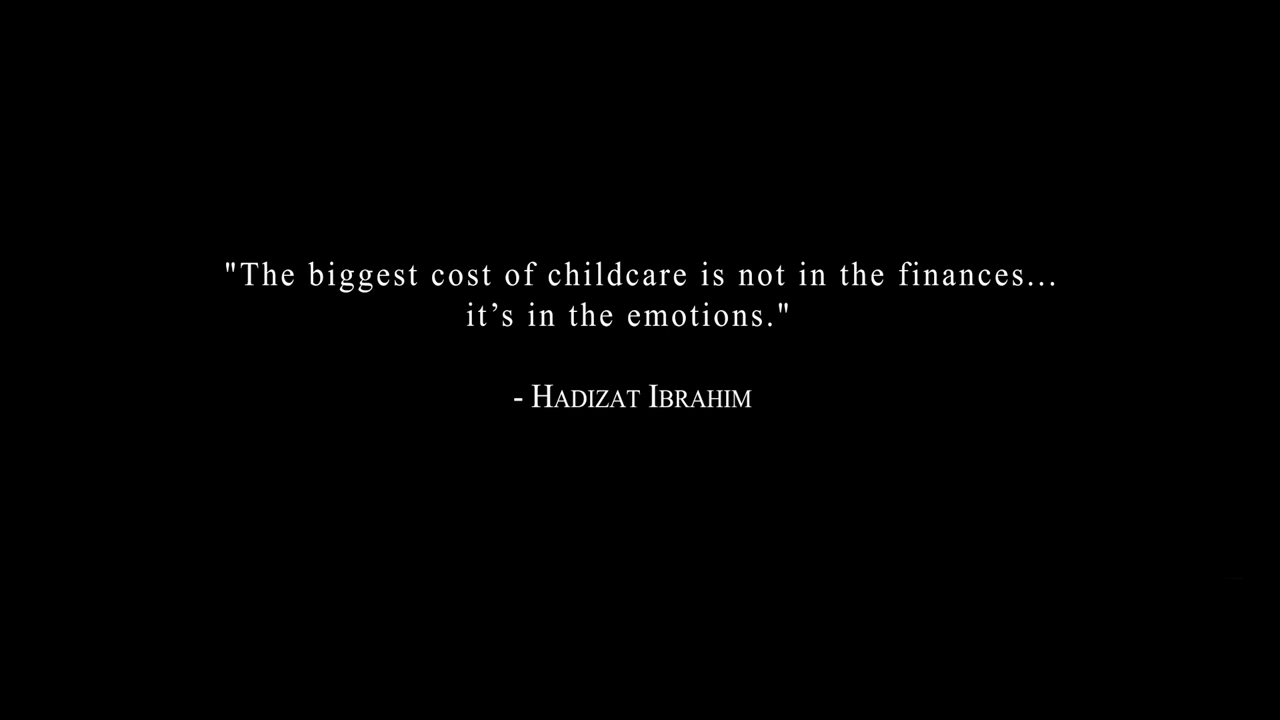 "The biggest cost of childcare is not in the finances...
it’s in the emotions."
- HADIZAT IBRAHIM